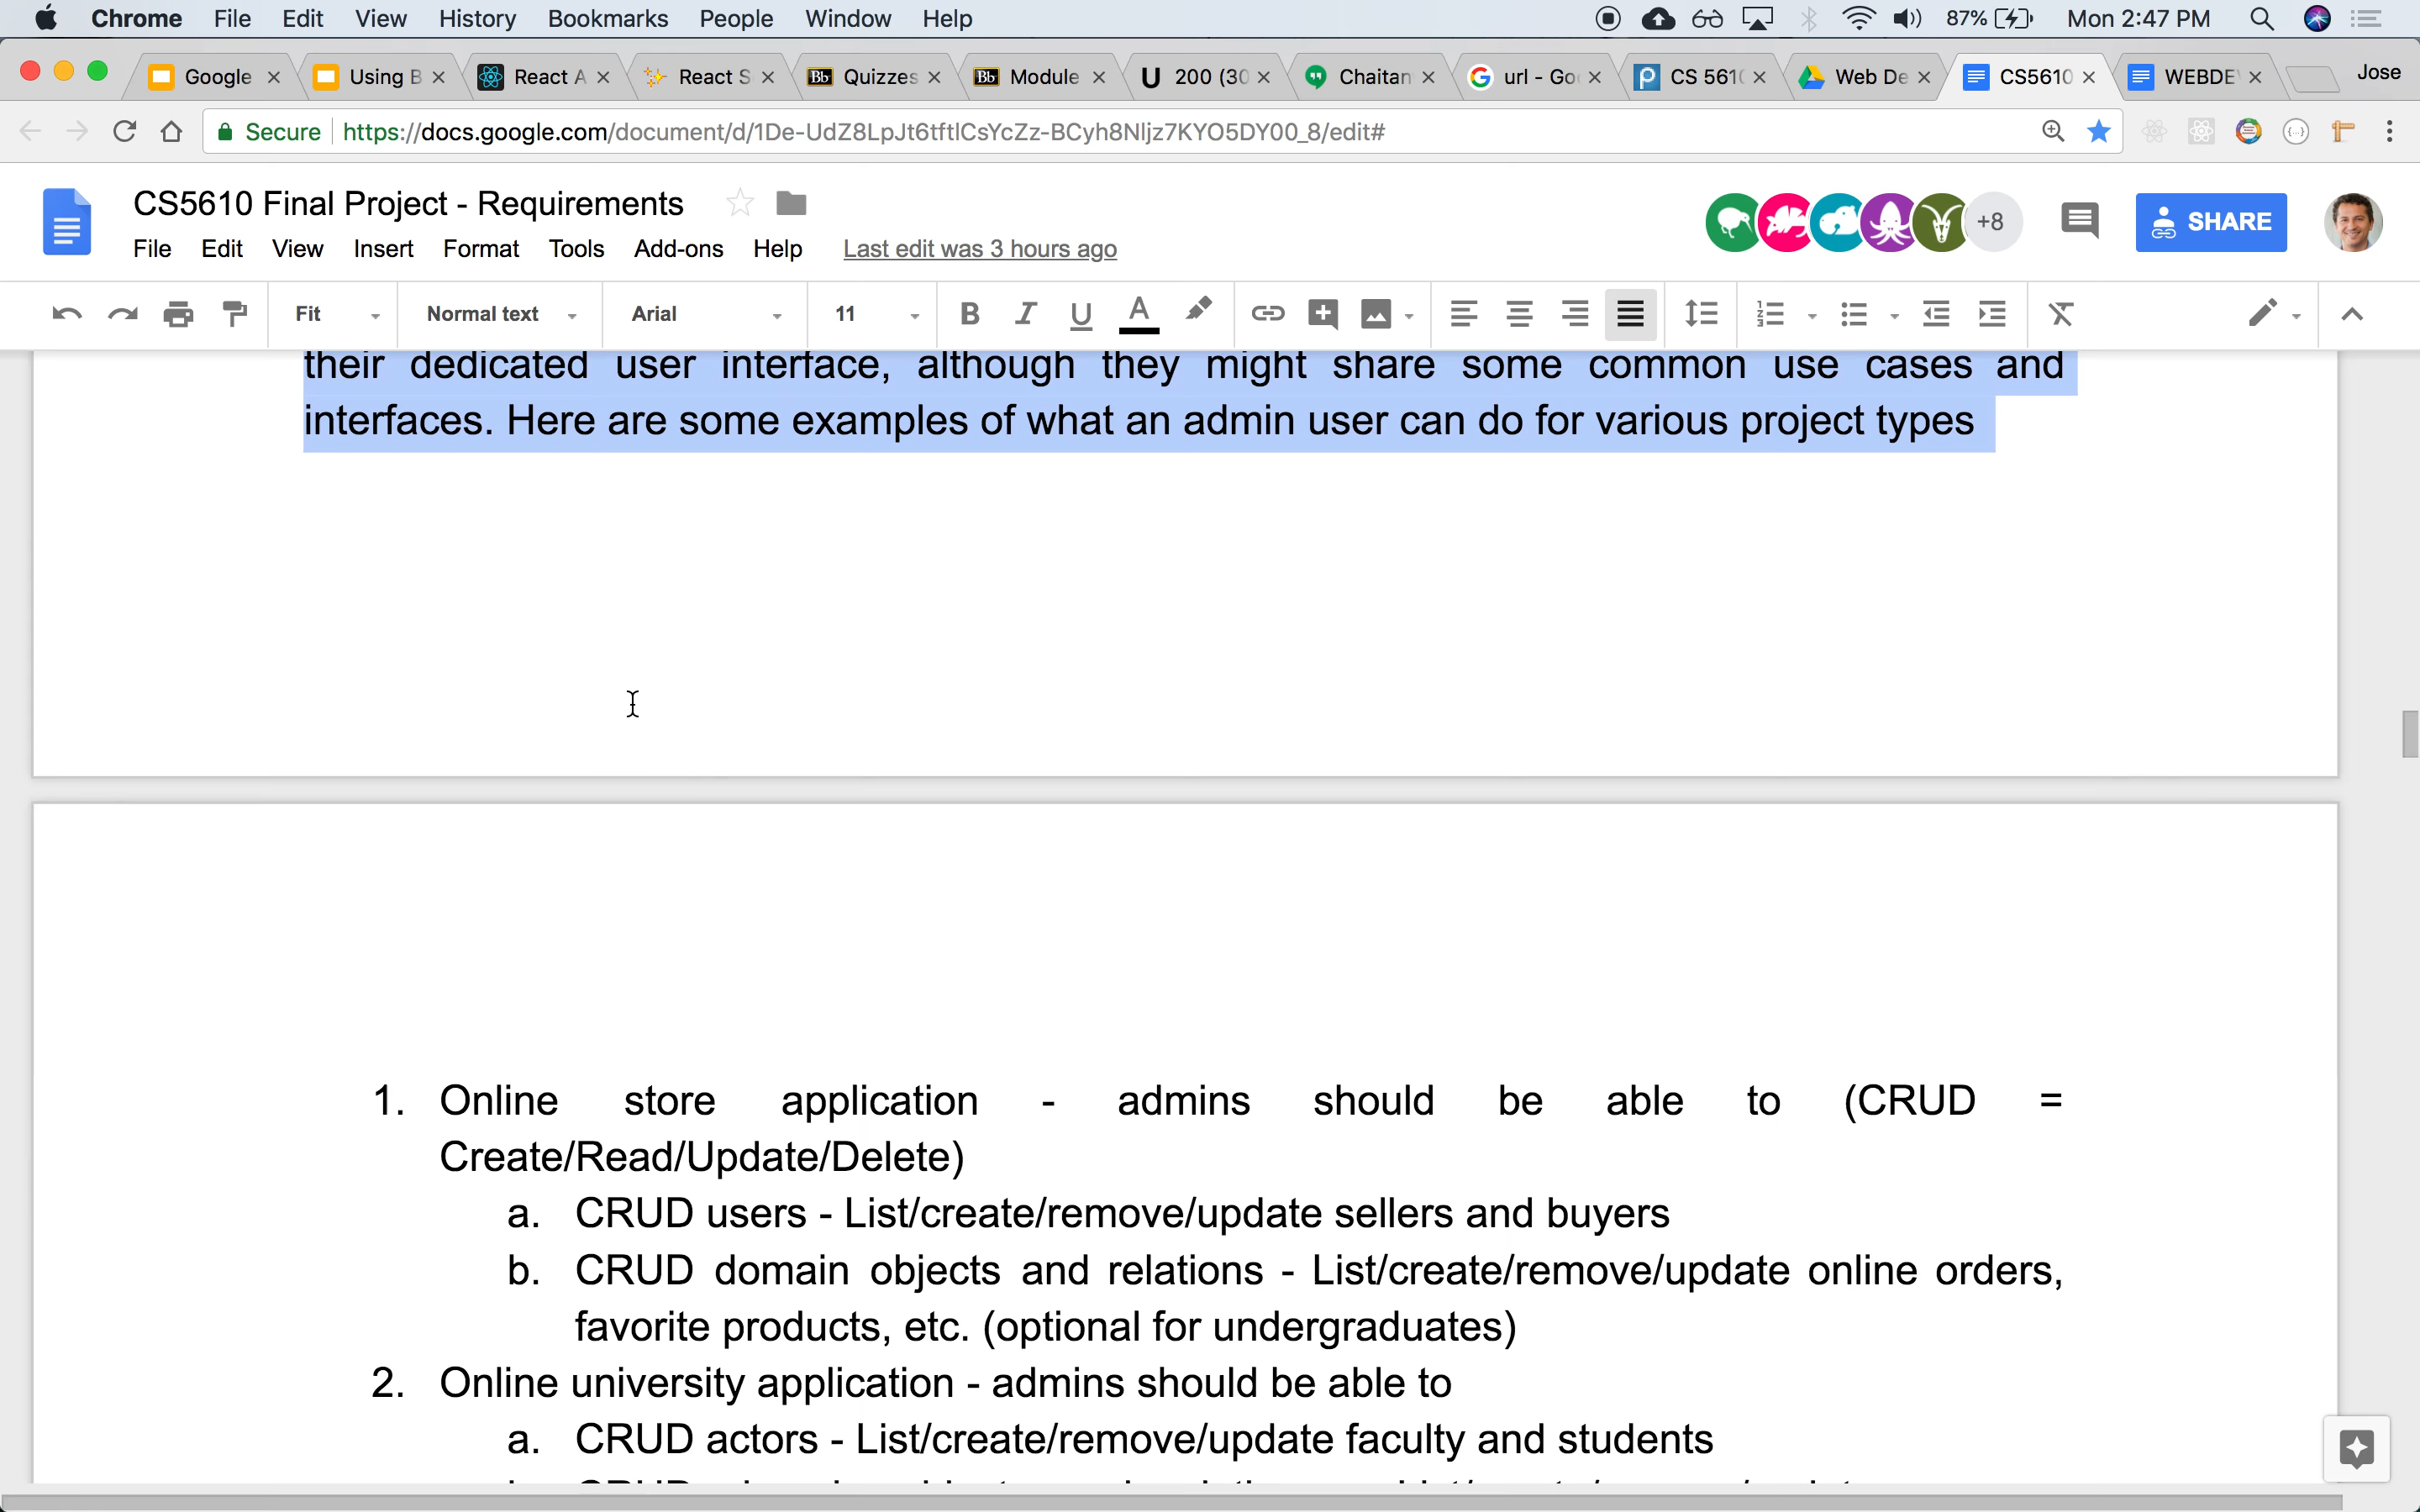 Chrome File Edit View History Bookmarks People Window Help 87% Mon 2:47 PM
Google Using B React A React S Bb Quizzes Bb Module U 200 (30 Chaitan url - Goo CS 5610 Web De CS5610 WEBDE Jose
Secure https://docs.google.com/document/d/1De-UdZ8LpJt6tftlCsYcZz-BCyh8Nljz7KYO5DY00_8/edit#
CS5610 Final Project - Requirements
+8 SHARE
File Edit View Insert Format Tools Add-ons Help Last edit was 3 hours ago
Fit Normal text Arial 11 B I U A
their dedicated user interface, although they might share some common use cases and
interfaces. Here are some examples of what an admin user can do for various project types
1. Online store application - admins should be able to (CRUD =
Create/Read/Update/Delete)
a. CRUD users - List/create/remove/update sellers and buyers
b. CRUD domain objects and relations - List/create/remove/update online orders,
favorite products, etc. (optional for undergraduates)
2. Online university application - admins should be able to
a. CRUD actors - List/create/remove/update faculty and students